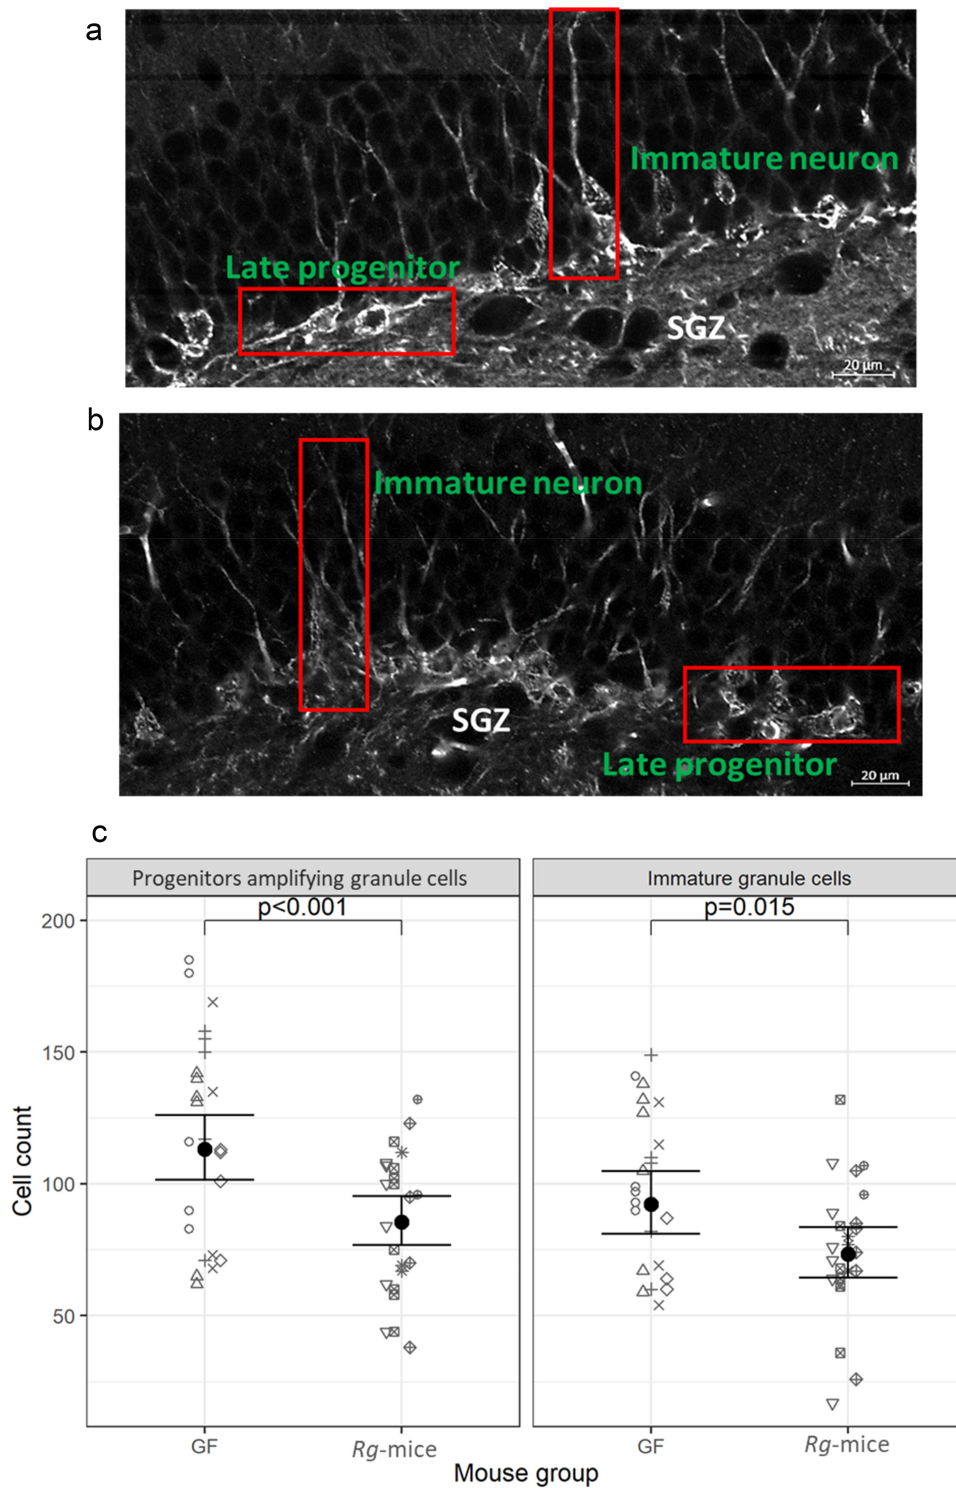 a
Immature neuron
Late progenitor
SGZ
20 µm
b
Immature neuron
SGZ
Late progenitor
20 µm
c
Progenitors amplifying granule cells
Immature granule cells
p<0.001
p=0.015
200
150
100
50
Cell count
GF
Rg-mice
GF
Rg-mice
Mouse group